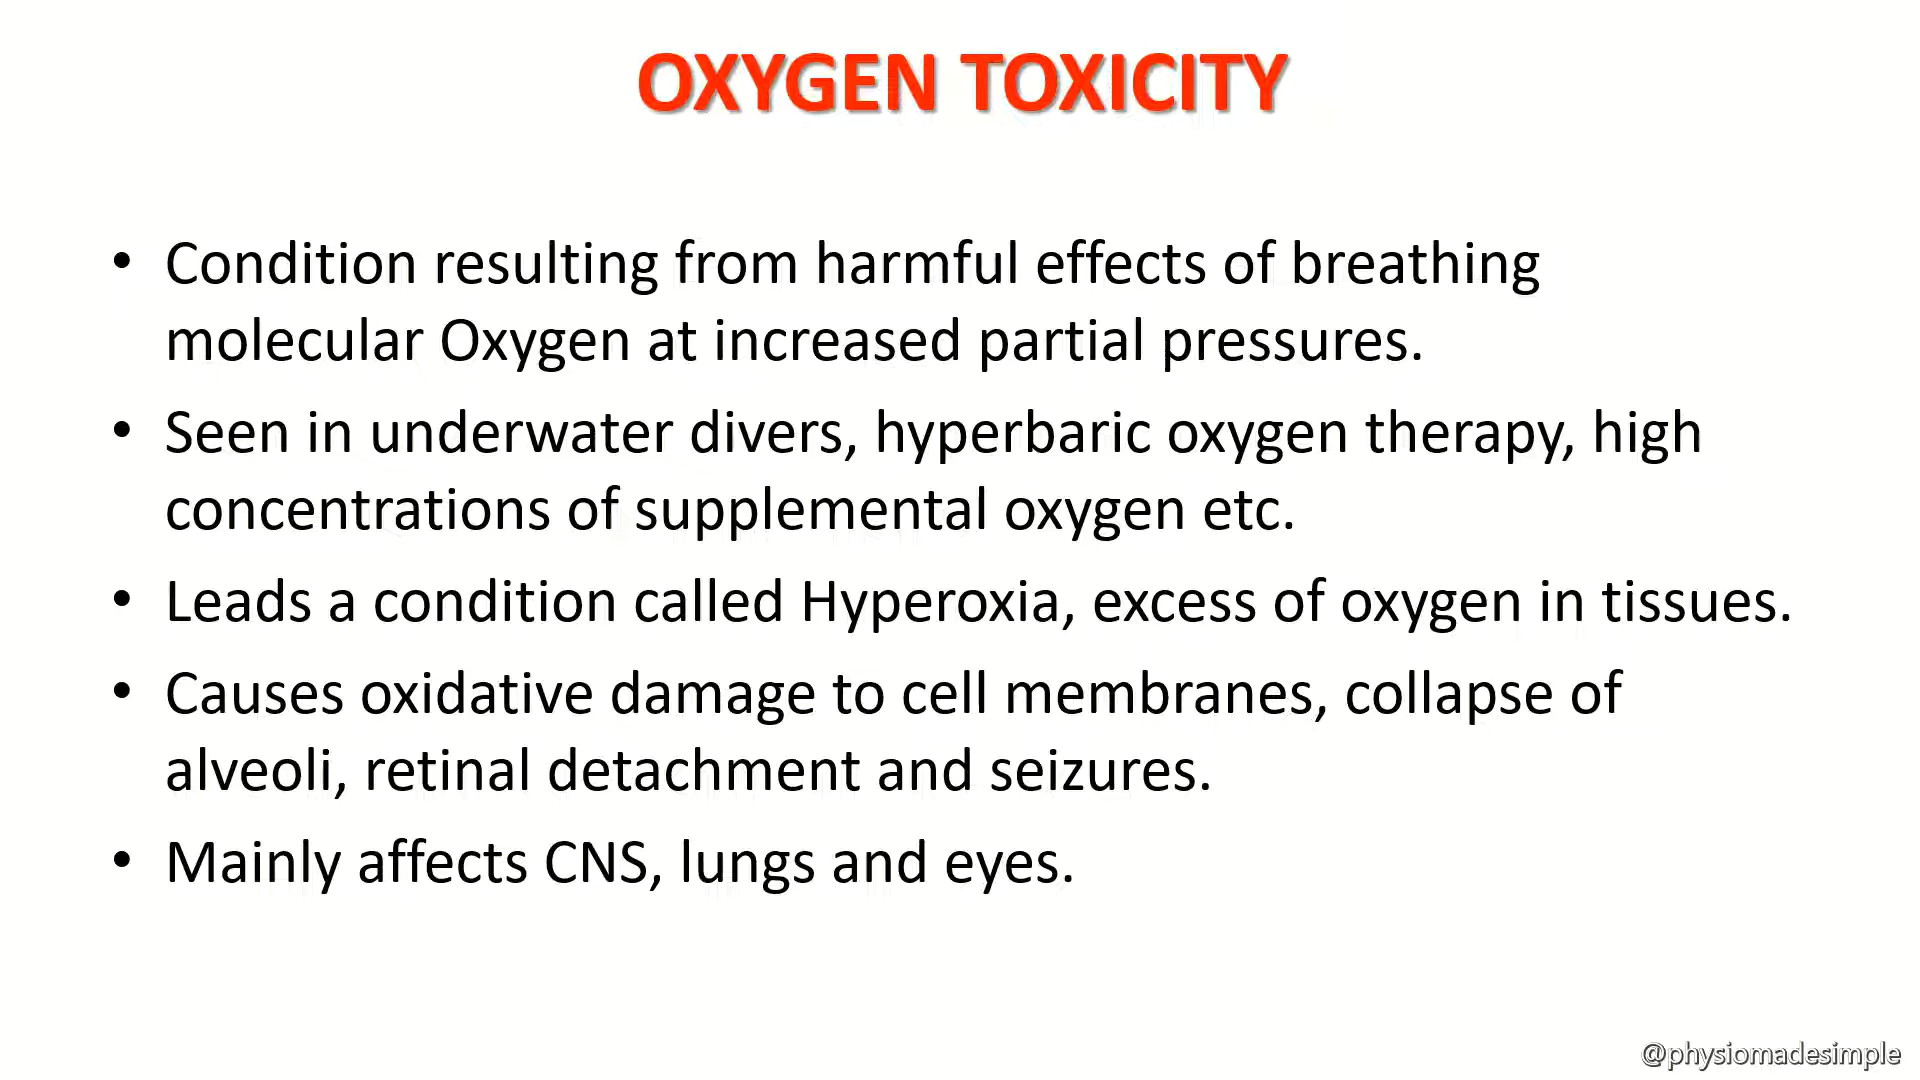 OXYGEN TOXICITY
• Condition resulting from harmful effects of breathing
molecular Oxygen at increased partial pressures.
• Seen in underwater divers, hyperbaric oxygen therapy, high
concentrations of supplemental oxygen etc.
• Leads a condition called Hyperoxia, excess of oxygen in tissues.
• Causes oxidative damage to cell membranes, collapse of
alveoli, retinal detachment and seizures.
• Mainly affects CNS, lungs and eyes.
@physiomadesimple